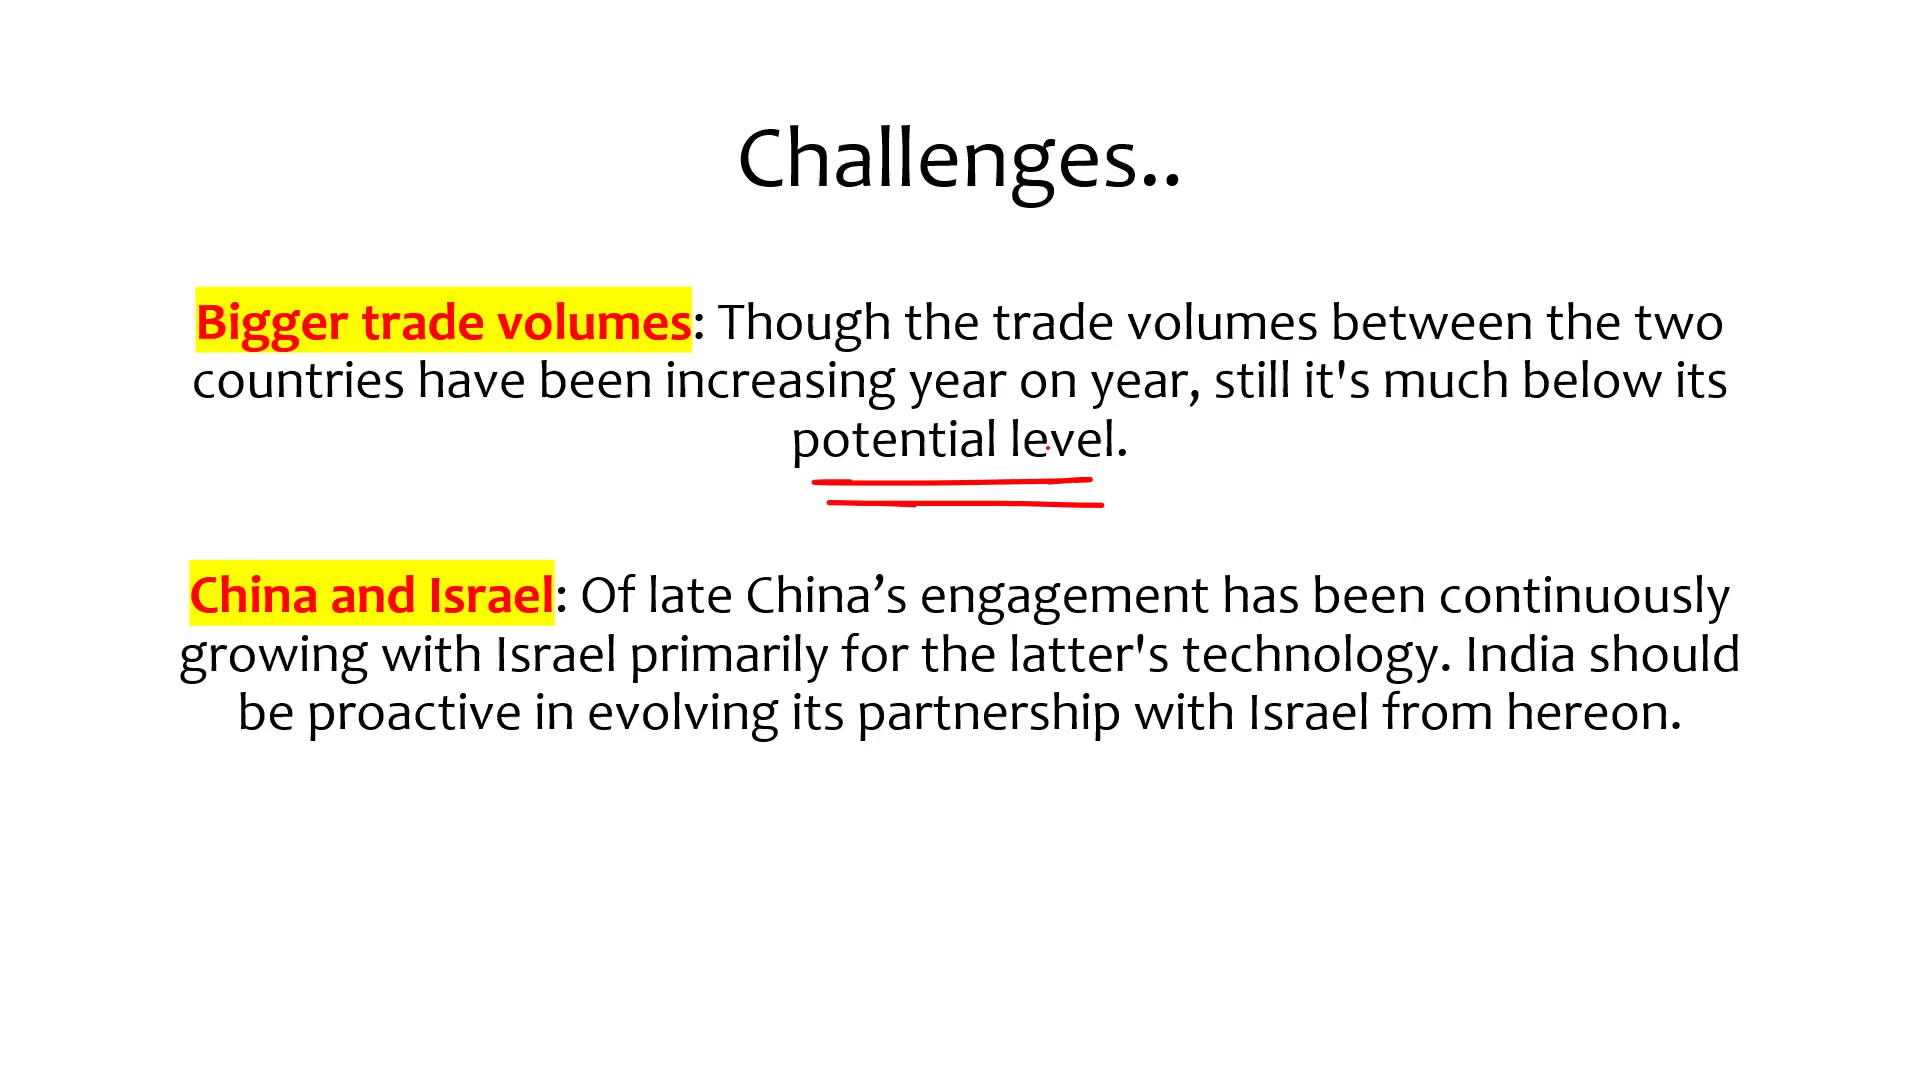 Challenges..
Bigger trade volumes: Though the trade volumes between the two
countries have been increasing year on year, still it's much below its
potential level.
China and Israel: Of late China’s engagement has been continuously
growing with Israel primarily for the latter's technology. India should
be proactive in evolving its partnership with Israel from hereon.